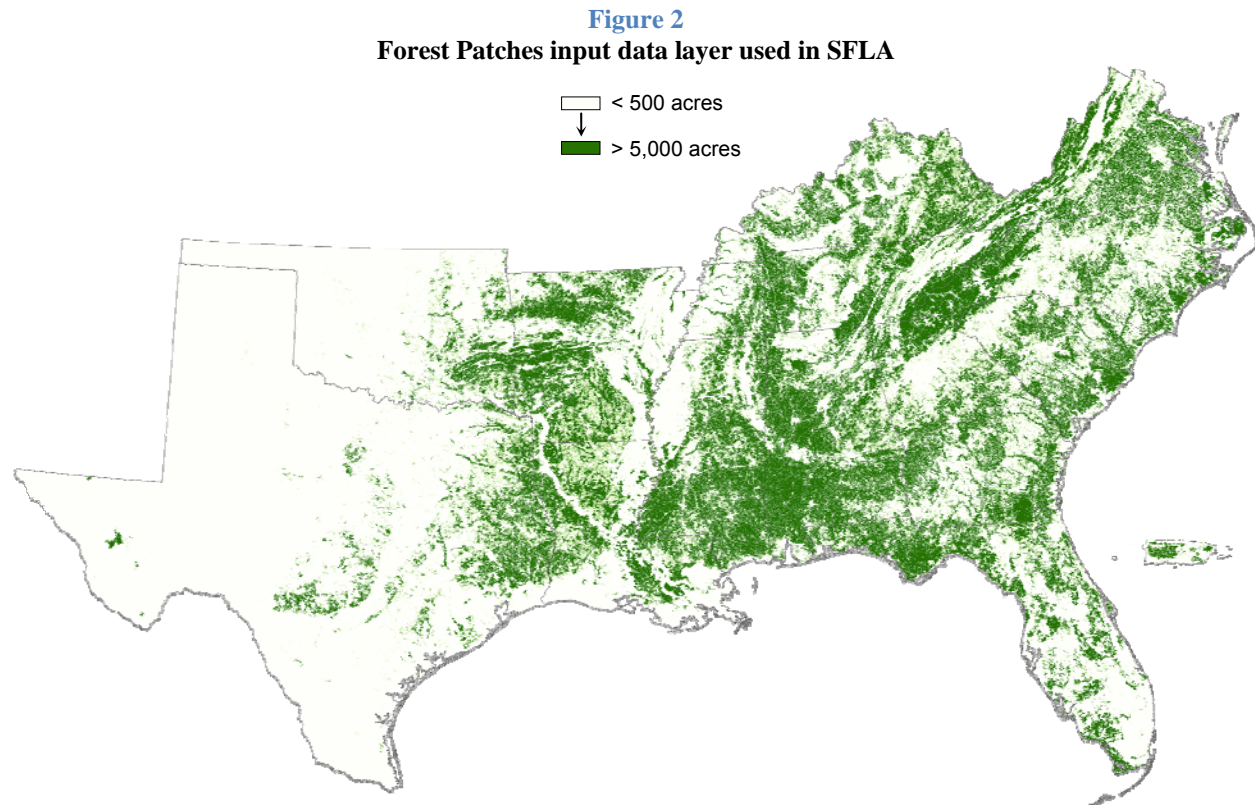 Figure 2
Forest Patches input data layer used in SFLA
< 500 acres
> 5,000 acres